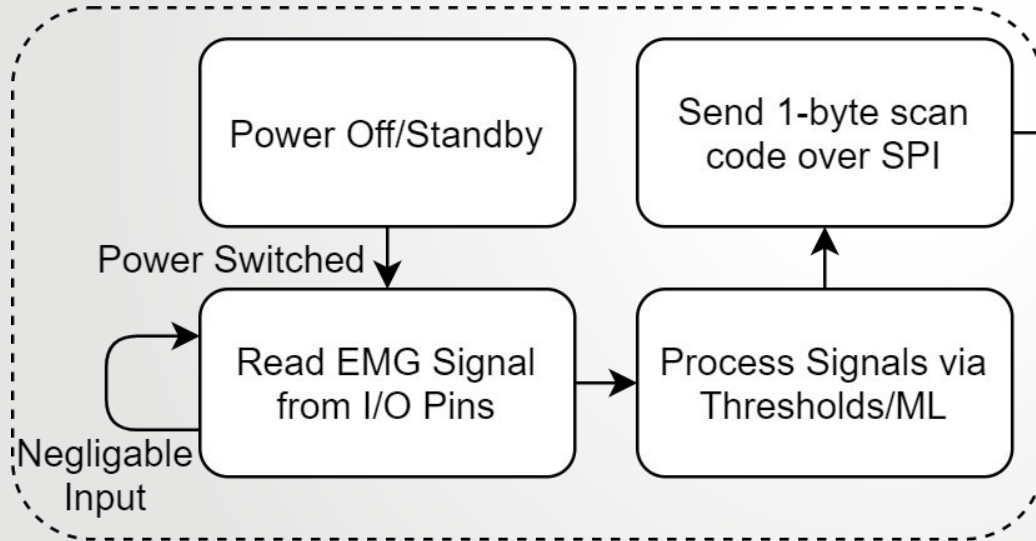 Power Off/Standby
Send 1-byte scan
code over SPI
Power Switched
Read EMG Signal
from I/O Pins
Process Signals via
Thresholds/ML
Negligable
Input